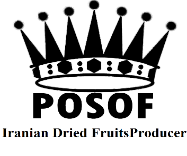 POSOF
Iranian Dried FruitsProducer